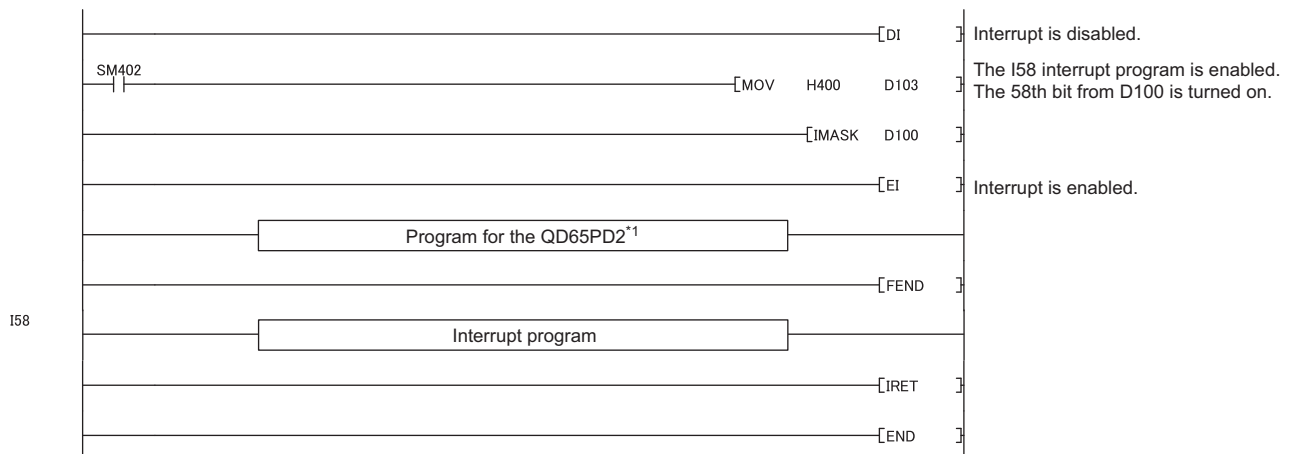 DI Interrupt is disabled.
SM402
MOV H400 D103 The I58 interrupt program is enabled.
The 58th bit from D100 is turned on.
IMASK D100
EI Interrupt is enabled.
Program for the QD65PD2*1
FEND
I58
Interrupt program
IRET
END